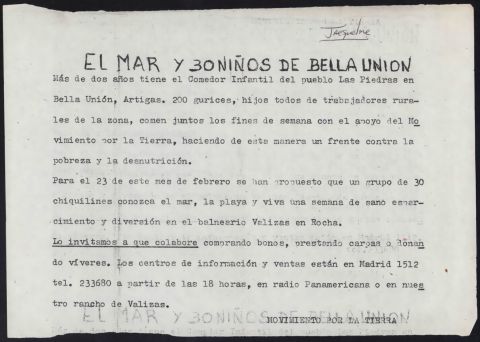 Jacqueline
EL MAR Y 30 NIÑOS DE BELLA UNION
Más de dos años tiene el Comedor Infantil del pueblo Las Piedras en
Bella Unión, Artigas. 200 gurices, hijos todos de trabajadores rura-
les de la zona, comen juntos los fines de semana con el apoyo del Mo
vimiento por la Tierra, haciendo de esta manera un frente contra la
pobreza y la desnutrición.
Para el 23 de este mes de febrero se han propuesto que un grupo de 30
chiquilines conozca el mar, la playa y viva una semana de sano espar-
cimiento y diversión en el balneario Valizas en Rocha.
Lo invitamos a que colabore comprando bonos, prestando carpas o donan
do víveres. Los centros de información y ventas están en Madrid 1512
tel. 233680 a partir de las 18 horas, en radio Panamericana o en nues
tro rancho de Valizas.
MOVIMIENTO POR LA TIERRA
EL MAR Y 30 NIÑOS DE BELLA UNION